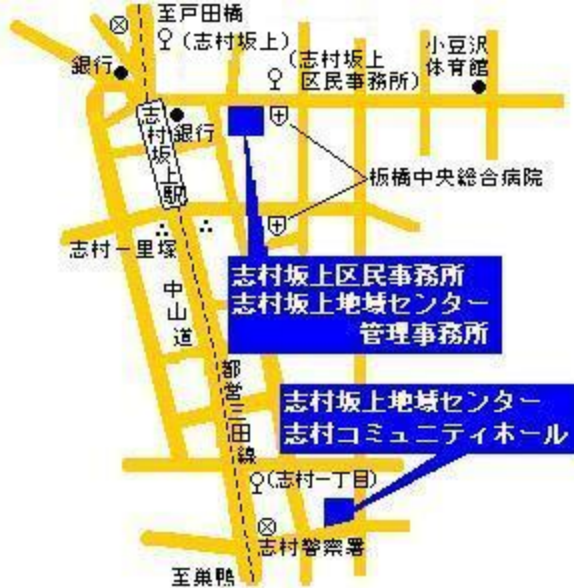 至戸田橋
(志村坂上)
(志村坂上
区民事務所)
小豆沢
体育館
銀行
銀行
志村坂上駅
板橋中央総合病院
志村一里塚
中山道
志村坂上区民事務所
志村坂上地域センター
管理事務所
都営三田線
志村坂上地域センター
志村コミュニティホール
(志村一丁目)
志村警察署
至巣鴨